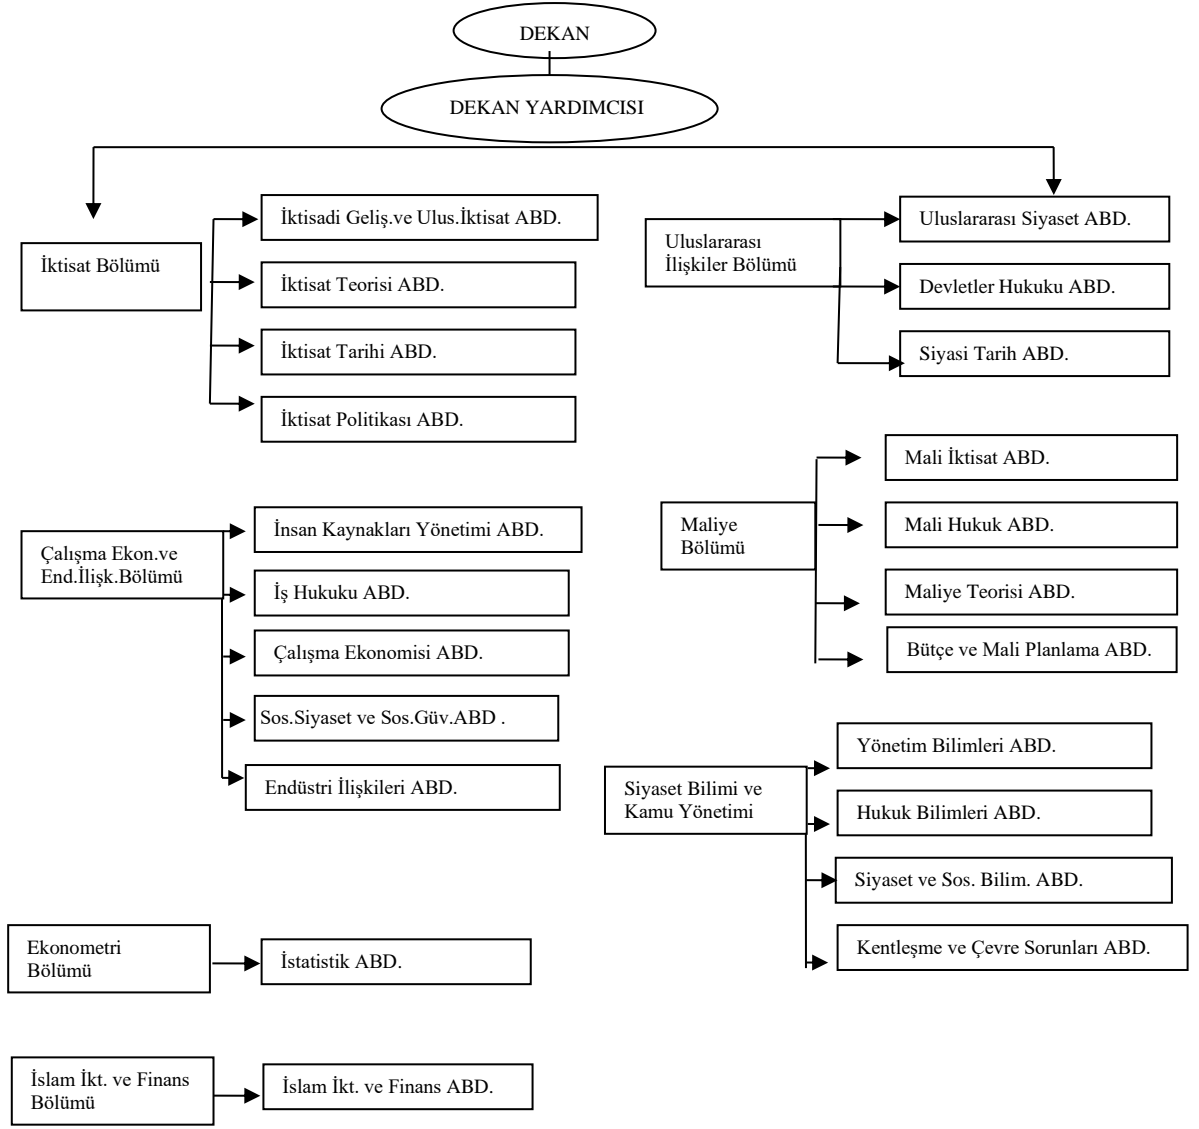 DEKAN
DEKAN YARDIMCISI
İktisat Bölümü
İktisadi Geliş.ve Ulus.İktisat ABD.
İktisat Teorisi ABD.
İktisat Tarihi ABD.
İktisat Politikası ABD.
Uluslararası
İlişkiler Bölümü
Uluslararası Siyaset ABD.
Devletler Hukuku ABD.
Siyasi Tarih ABD.
Çalışma Ekon.ve
End.İlişk.Bölümü
İnsan Kaynakları Yönetimi ABD.
İş Hukuku ABD.
Çalışma Ekonomisi ABD.
Sos.Siyaset ve Sos.Güv.ABD .
Endüstri İlişkileri ABD.
Maliye
Bölümü
Mali İktisat ABD.
Mali Hukuk ABD.
Maliye Teorisi ABD.
Bütçe ve Mali Planlama ABD.
Siyaset Bilimi ve
Kamu Yönetimi
Yönetim Bilimleri ABD.
Hukuk Bilimleri ABD.
Siyaset ve Sos. Bilim. ABD.
Kentleşme ve Çevre Sorunları ABD.
Ekonometri
Bölümü
İstatistik ABD.
İslam İkt. ve Finans
Bölümü
İslam İkt. ve Finans ABD.